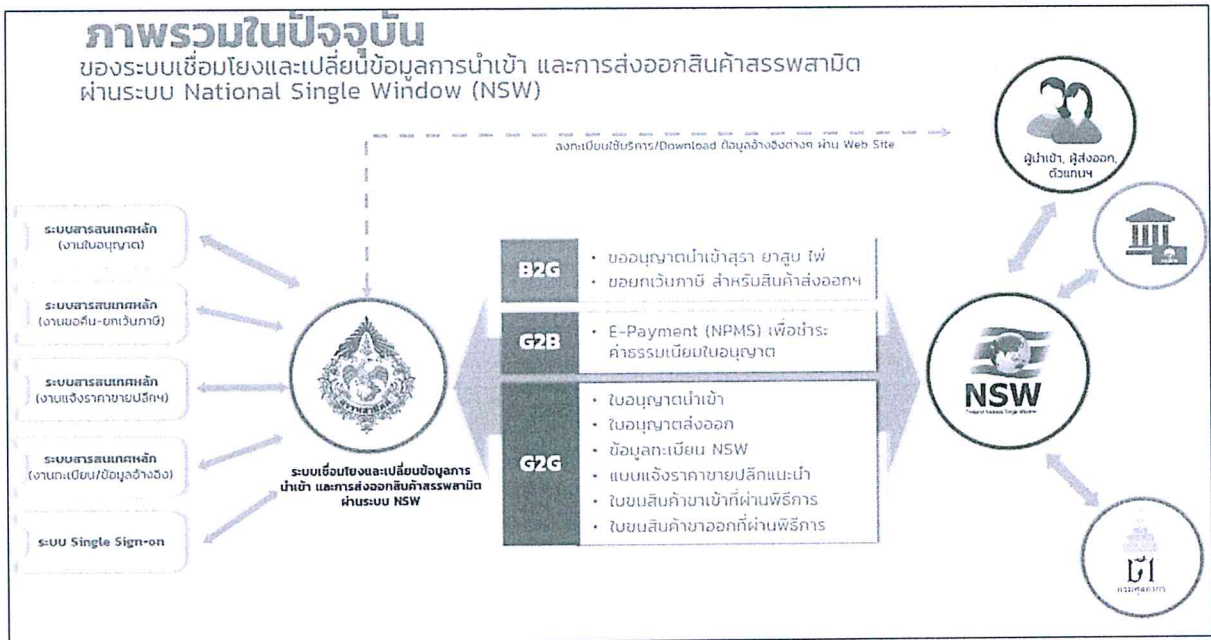 ภาพรวมในปัจจุบัน
ของระบบเชื่อมโยงและเปลี่ยนข้อมูลการนำเข้า และการส่งออกสินค้าสรรพสามิต
ผ่านระบบ National Single Window (NSW)
ลงทะเบียนใช้บริการ/Download ข้อมูลอ้างอิงต่างๆ ผ่าน Web Site
ผู้นำเข้า, ผู้ส่งออก,
ตัวแทนฯ
ระบบสารสนเทศหลัก
(งานใบอนุญาต)
ระบบสารสนเทศหลัก
(งานขอคืน-ยกเว้นภาษี)
ระบบสารสนเทศหลัก
(งานแจ้งราคาขายปลีกฯ)
ระบบสารสนเทศหลัก
(งานทะเบียน/ข้อมูลอ้างอิง)
ระบบ Single Sign-on
สรรพสามิต
ระบบเชื่อมโยงและเปลี่ยนข้อมูลการ
นำเข้า และการส่งออกสินค้าสรรพสามิต
ผ่านระบบ NSW
B2G
• ขออนุญาตนำเข้าสุรา ยาสูบ ไพ่
• ขอยกเว้นภาษี สำหรับสินค้าส่งออกฯ
G2B
• E-Payment (NPMS) เพื่อชำระ
ค่าธรรมเนียมใบอนุญาต
G2G
• ใบอนุญาตนำเข้า
• ใบอนุญาตส่งออก
• ข้อมูลทะเบียน NSW
• แบบแจ้งราคาขายปลีกแนะนำ
• ใบขนสินค้าขาเข้าที่ผ่านพิธีการ
• ใบขนสินค้าขาออกที่ผ่านพิธีการ
NSW
Thailand National Single Window
กรมศุลกากร